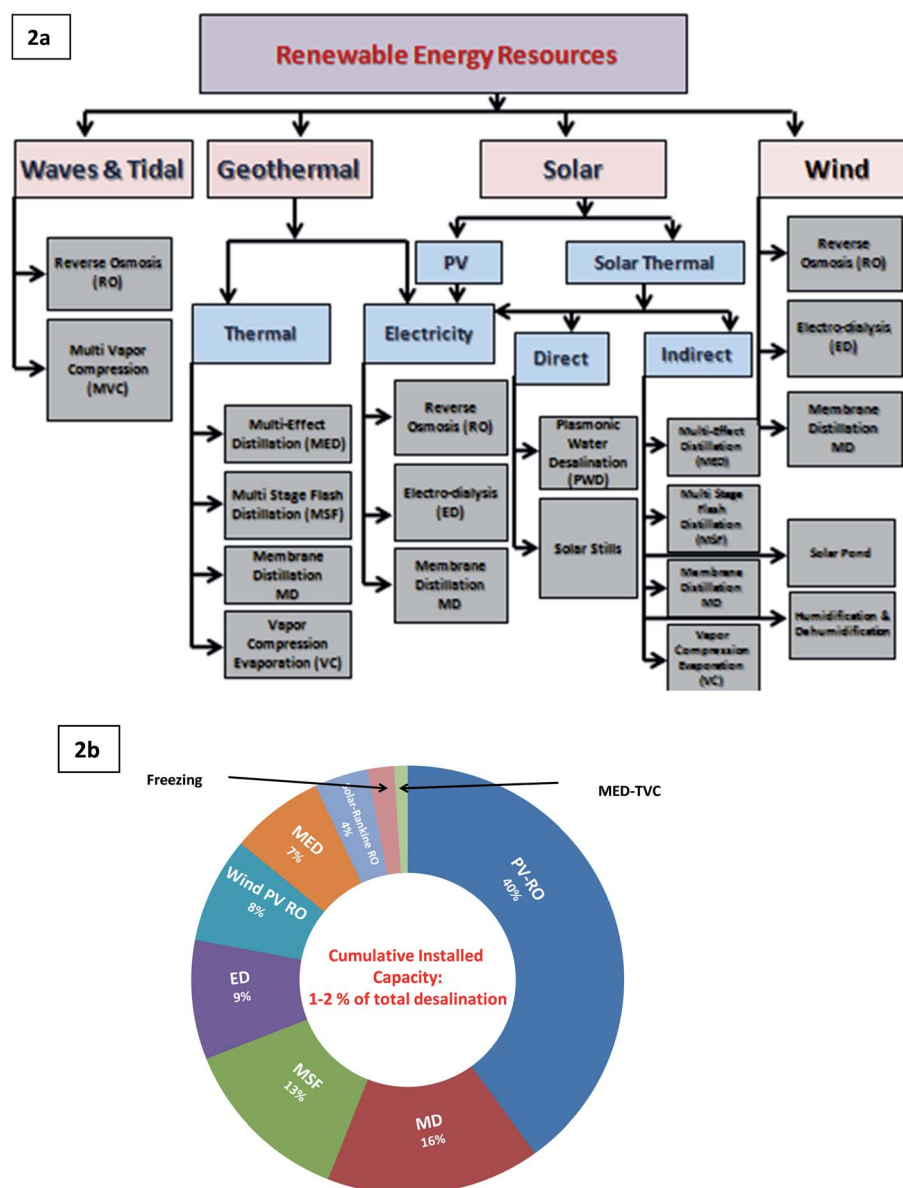 2a
Renewable Energy Resources
Waves & Tidal
Geothermal
Solar
Wind
Reverse Osmosis
(RO)
Multi Vapor
Compression
(MVC)
Thermal
Multi-Effect
Distillation (MED)
Multi Stage Flash
Distillation (MSF)
Membrane
Distillation
MD
Vapor
Compression
Evaporation (VC)
PV
Solar Thermal
Electricity
Reverse
Osmosis (RO)
Electro-dialysis
(ED)
Membrane
Distillation
MD
Direct
Plasmonic
Water
Desalination
(PWD)
Solar Stills
Indirect
Multi-Effect
Distillation
(MED)
Multi Stage
Flash
Distillation
(MSF)
Membrane
Distillation
MD
Vapor
Compression
Evaporation
(VC)
Solar Pond
Humidification &
Dehumidification
Reverse
Osmosis (RO)
Electro-dialysis
(ED)
Membrane
Distillation
MD
2b
Freezing
MED-TVC
Solar-Rankine RO
4%
MED
7%
Wind PV RO
8%
ED
9%
MSF
13%
MD
16%
PV-RO
40%
Cumulative Installed
Capacity:
1-2 % of total desalination